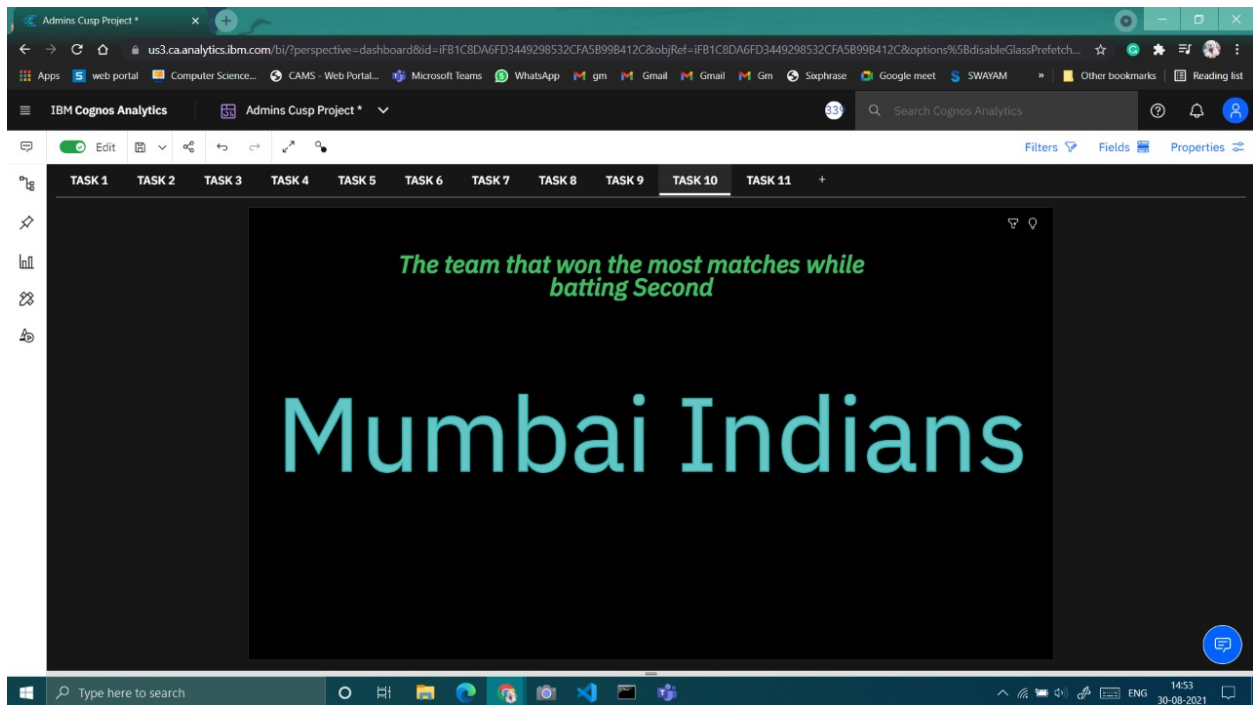 Admins Cusp Project *
us3.ca.analytics.ibm.com/bi/?perspective=dashboard&id=iFB1C8DA6FD3449298532CFA5B99B412C&objRef=iFB1C8DA6FD3449298532CFA5B99B412C&options%5BdisableGlassPrefetch...
Apps web portal Computer Science... CAMS - Web Portal... Microsoft Teams WhatsApp gm Gmail Gmail Gm Sixphrase Google meet SWAYAM » Other bookmarks Reading list
IBM Cognos Analytics Admins Cusp Project * Search Cognos Analytics
Edit Filters Fields Properties
TASK 1 TASK 2 TASK 3 TASK 4 TASK 5 TASK 6 TASK 7 TASK 8 TASK 9 TASK 10 TASK 11 +
The team that won the most matches while
batting Second
Mumbai Indians
Type here to search ENG 14:53
30-08-2021